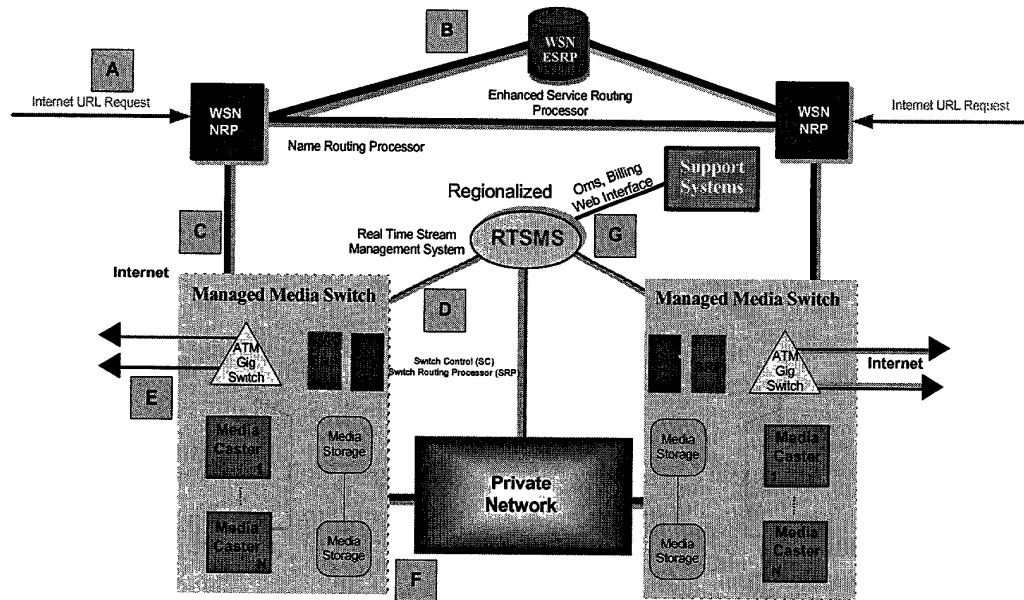 A
B
WSN
ESRP
Internet URL Request
WSN
NRP
Enhanced Service Routing
Processor
WSN
NRP
Internet URL Request
Name Routing Processor
Oms, Billing
Web Interface
Support
Systems
Regionalized
C
Real Time Stream
Management System
RTSMS
G
Internet
Managed Media Switch
D
Managed Media Switch
ATM
Gig
Switch
Switch Control (SC)
Switch Routing Processor (SRP)
ATM
Gig
Switch
Internet
E
Media
Caster
1
Media
Storage
Media
Storage
Media
Caster
Private
Network
Media
Caster
N
Media
Storage
Media
Storage
Media
Caster
N
F